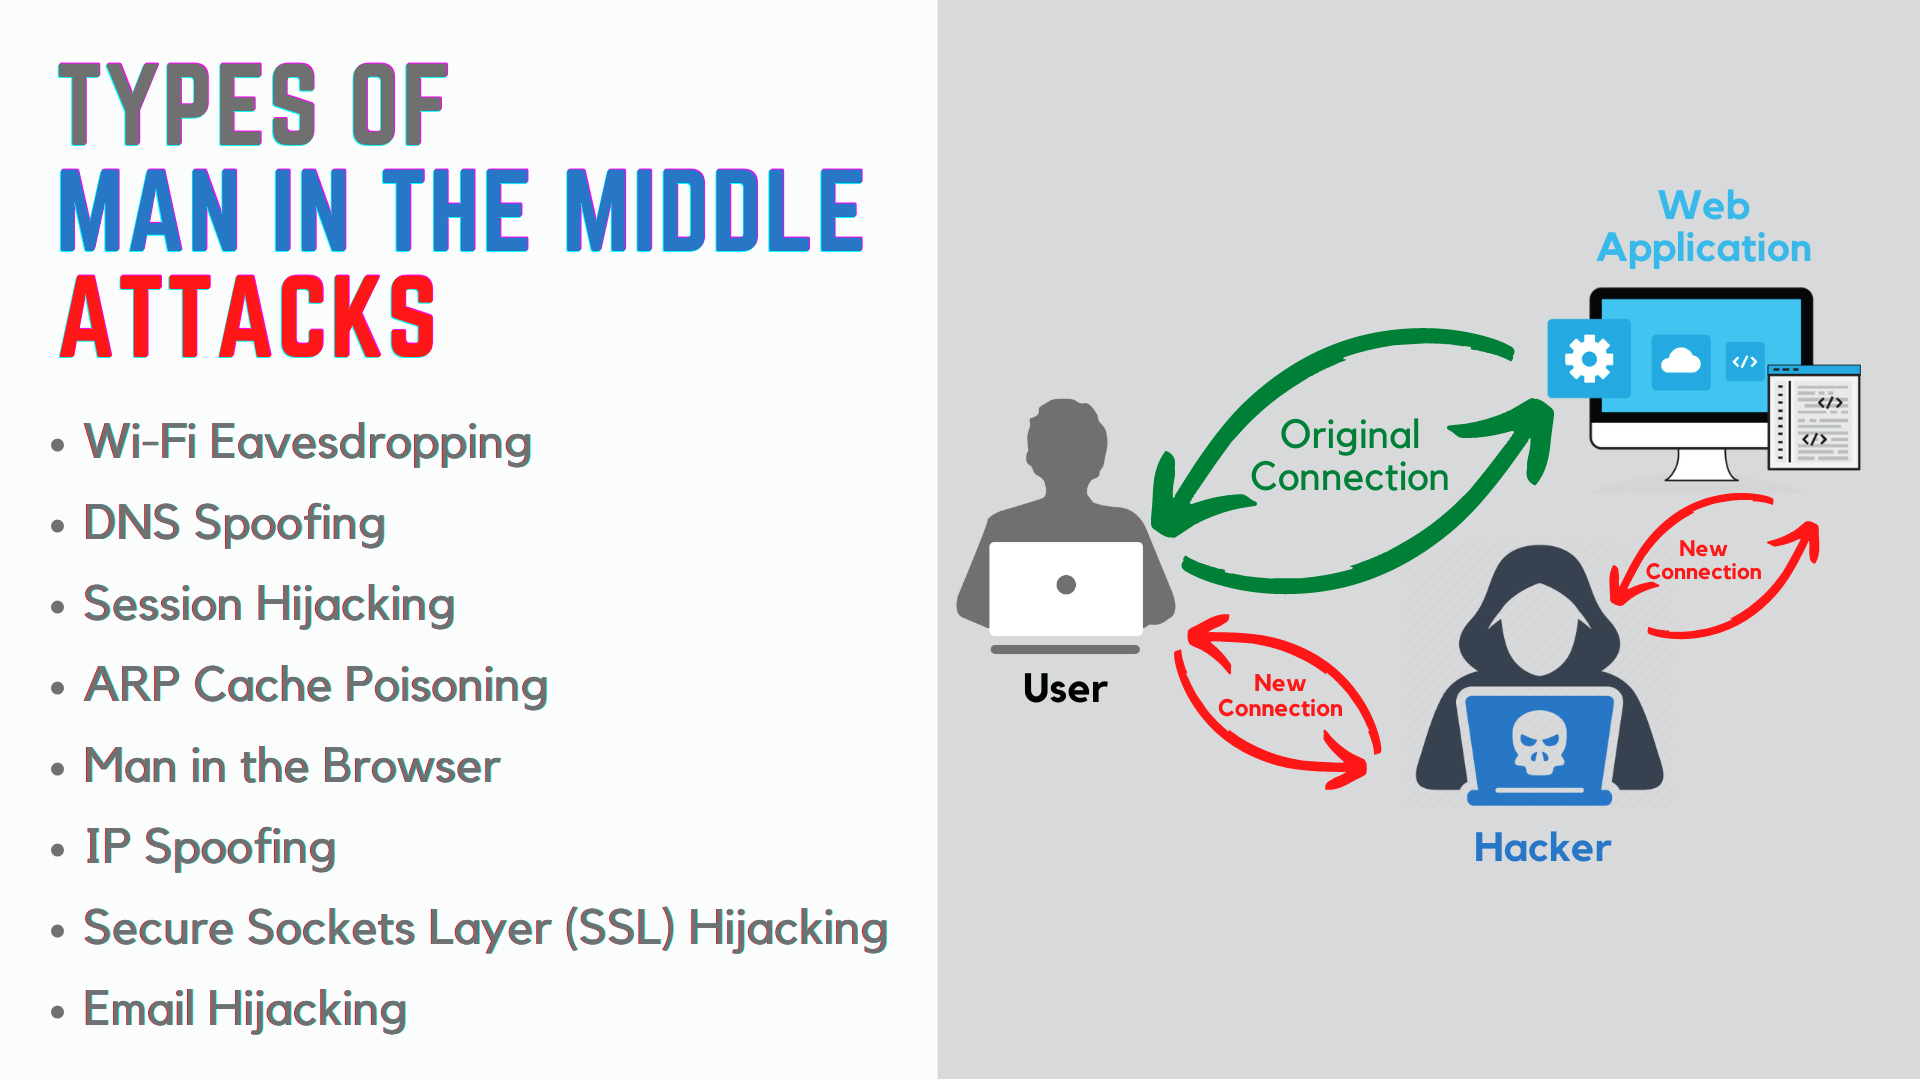 TYPES OF
MAN IN THE MIDDLE
ATTACKS
• Wi-Fi Eavesdropping
• DNS Spoofing
• Session Hijacking
• ARP Cache Poisoning
• Man in the Browser
• IP Spoofing
• Secure Sockets Layer (SSL) Hijacking
• Email Hijacking
Web
Application
</>
</>
</>
Original
Connection
New
Connection
User
New
Connection
Hacker